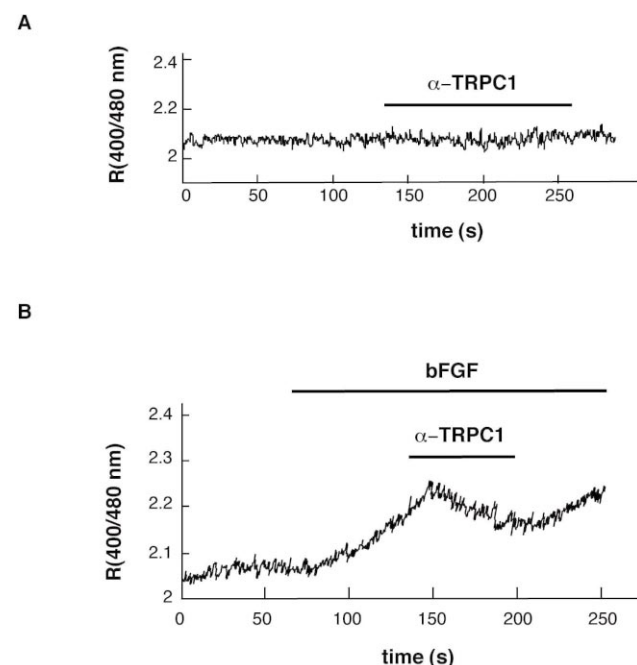 A
R(400/480 nm)
2.4
α-TRPC1
2.2
2
0 50 100 150 200 250
time (s)
B
bFGF
R(400/480 nm)
2.4
α-TRPC1
2.3
2.2
2.1
2
0 50 100 150 200 250
time (s)